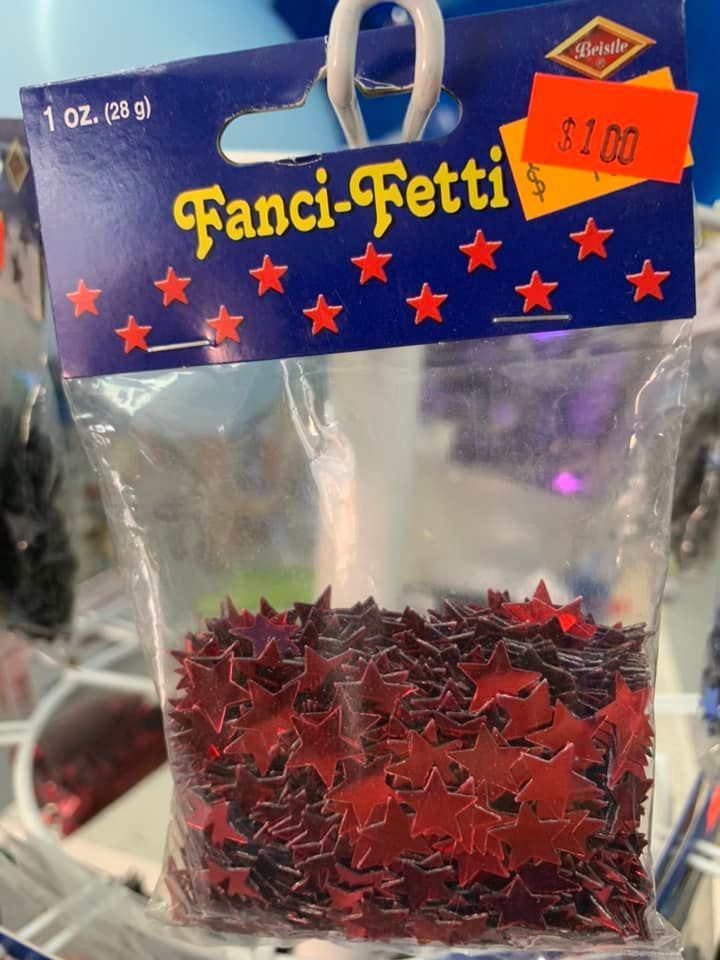 Beistle
1 oz. (28 g)
$1.00
$
Fanci-Fetti